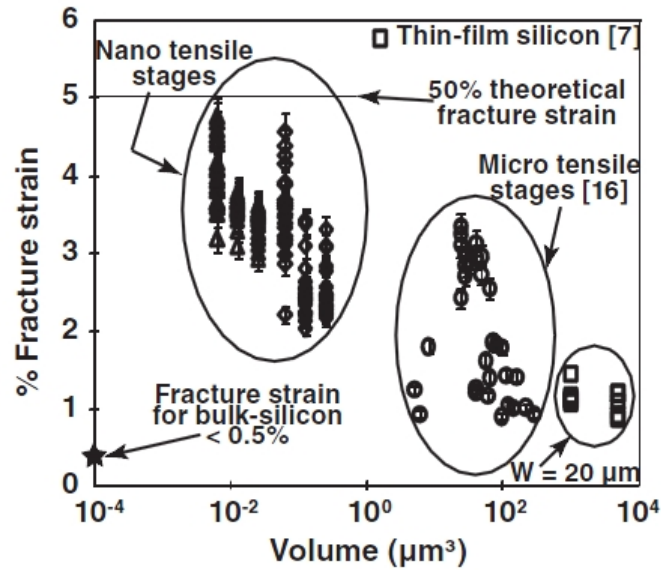 6
Thin-film silicon [7]
Nano tensile
stages
5
50% theoretical
fracture strain
4
Micro tensile
stages [16]
3
% Fracture strain
2
Fracture strain
for bulk-silicon
< 0.5%
1
W = 20 μm
0
10-4
10-2
100
102
104
Volume (μm3)